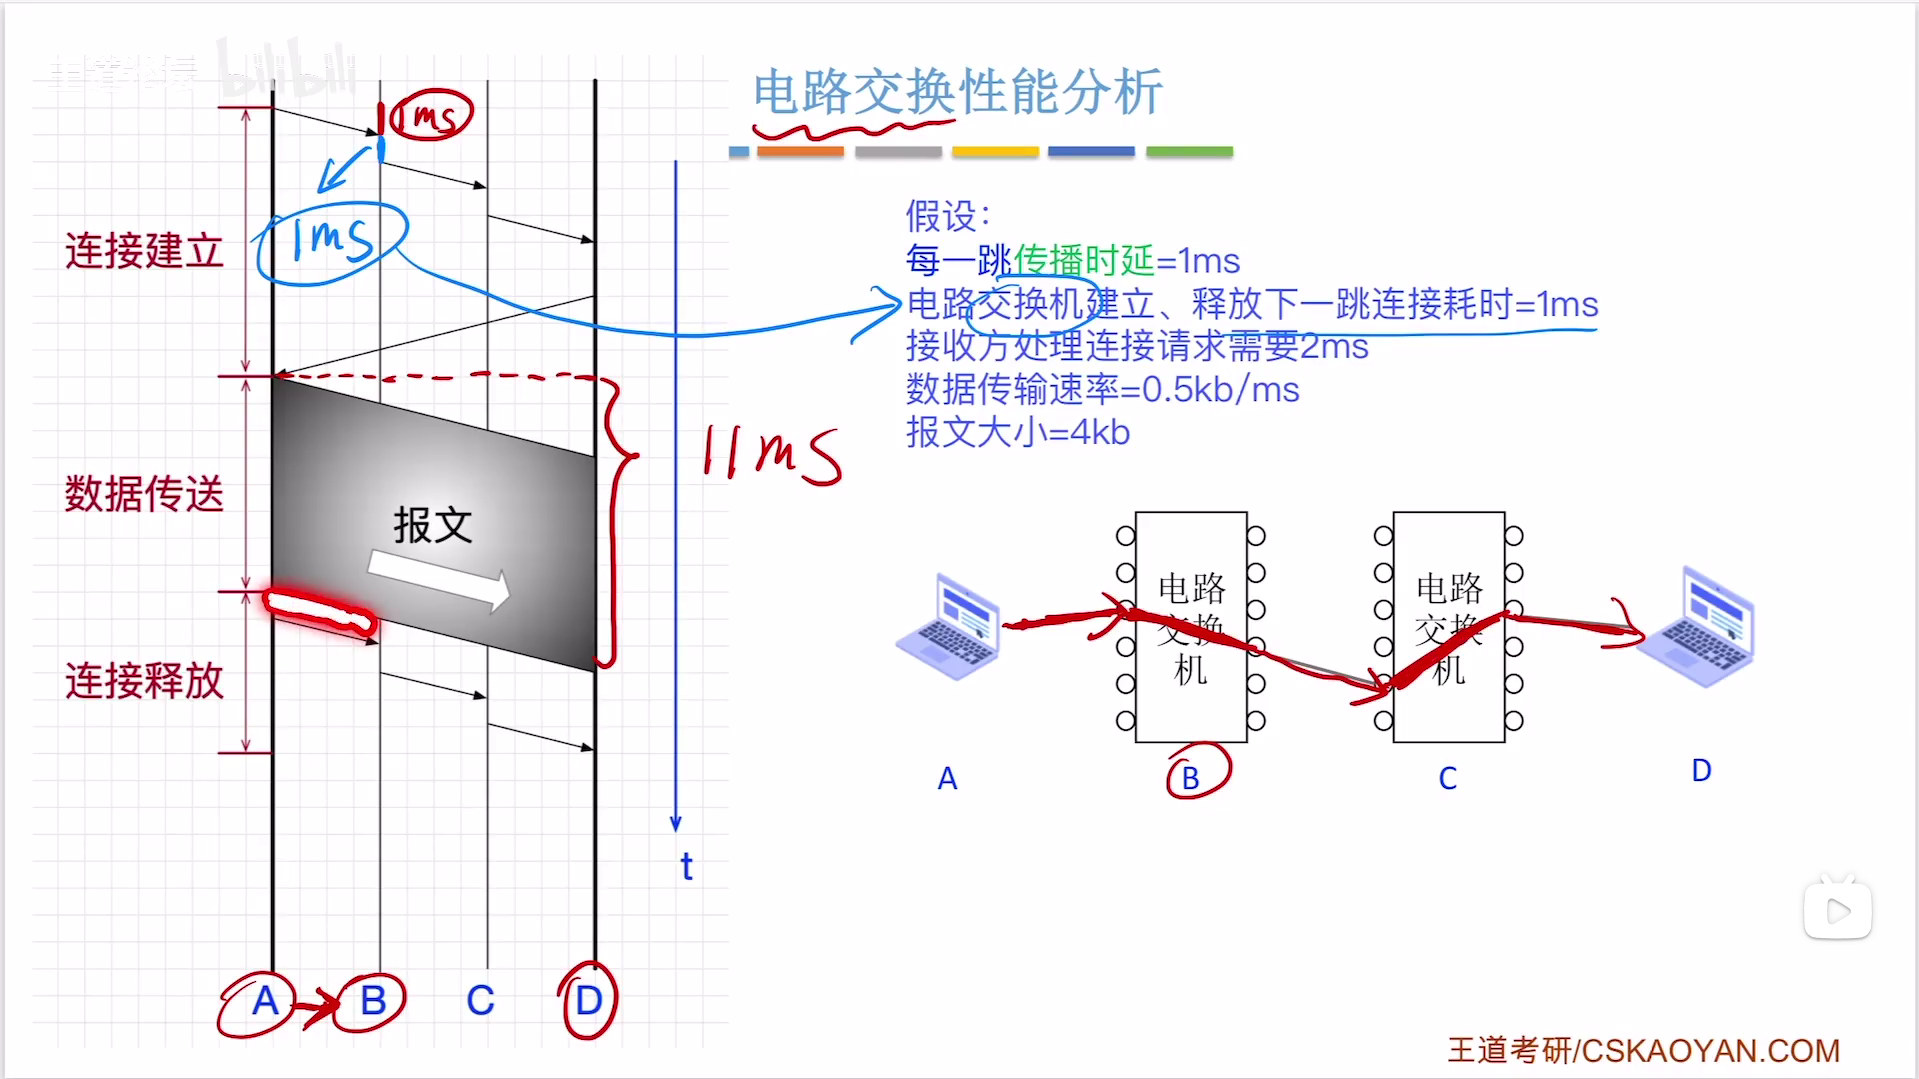 bilibili
电路交换性能分析
1ms
1ms
假设：
每一跳传播时延=1ms
电路交换机建立、释放下一跳连接耗时=1ms
接收方处理连接请求需要2ms
数据传输速率=0.5kb/ms
报文大小=4kb
连接建立
数据传送
连接释放
报文
11ms
t
A B C D
电路
交换
机
电路
交换
机
A B C D
王道考研/CSKAOYAN.COM